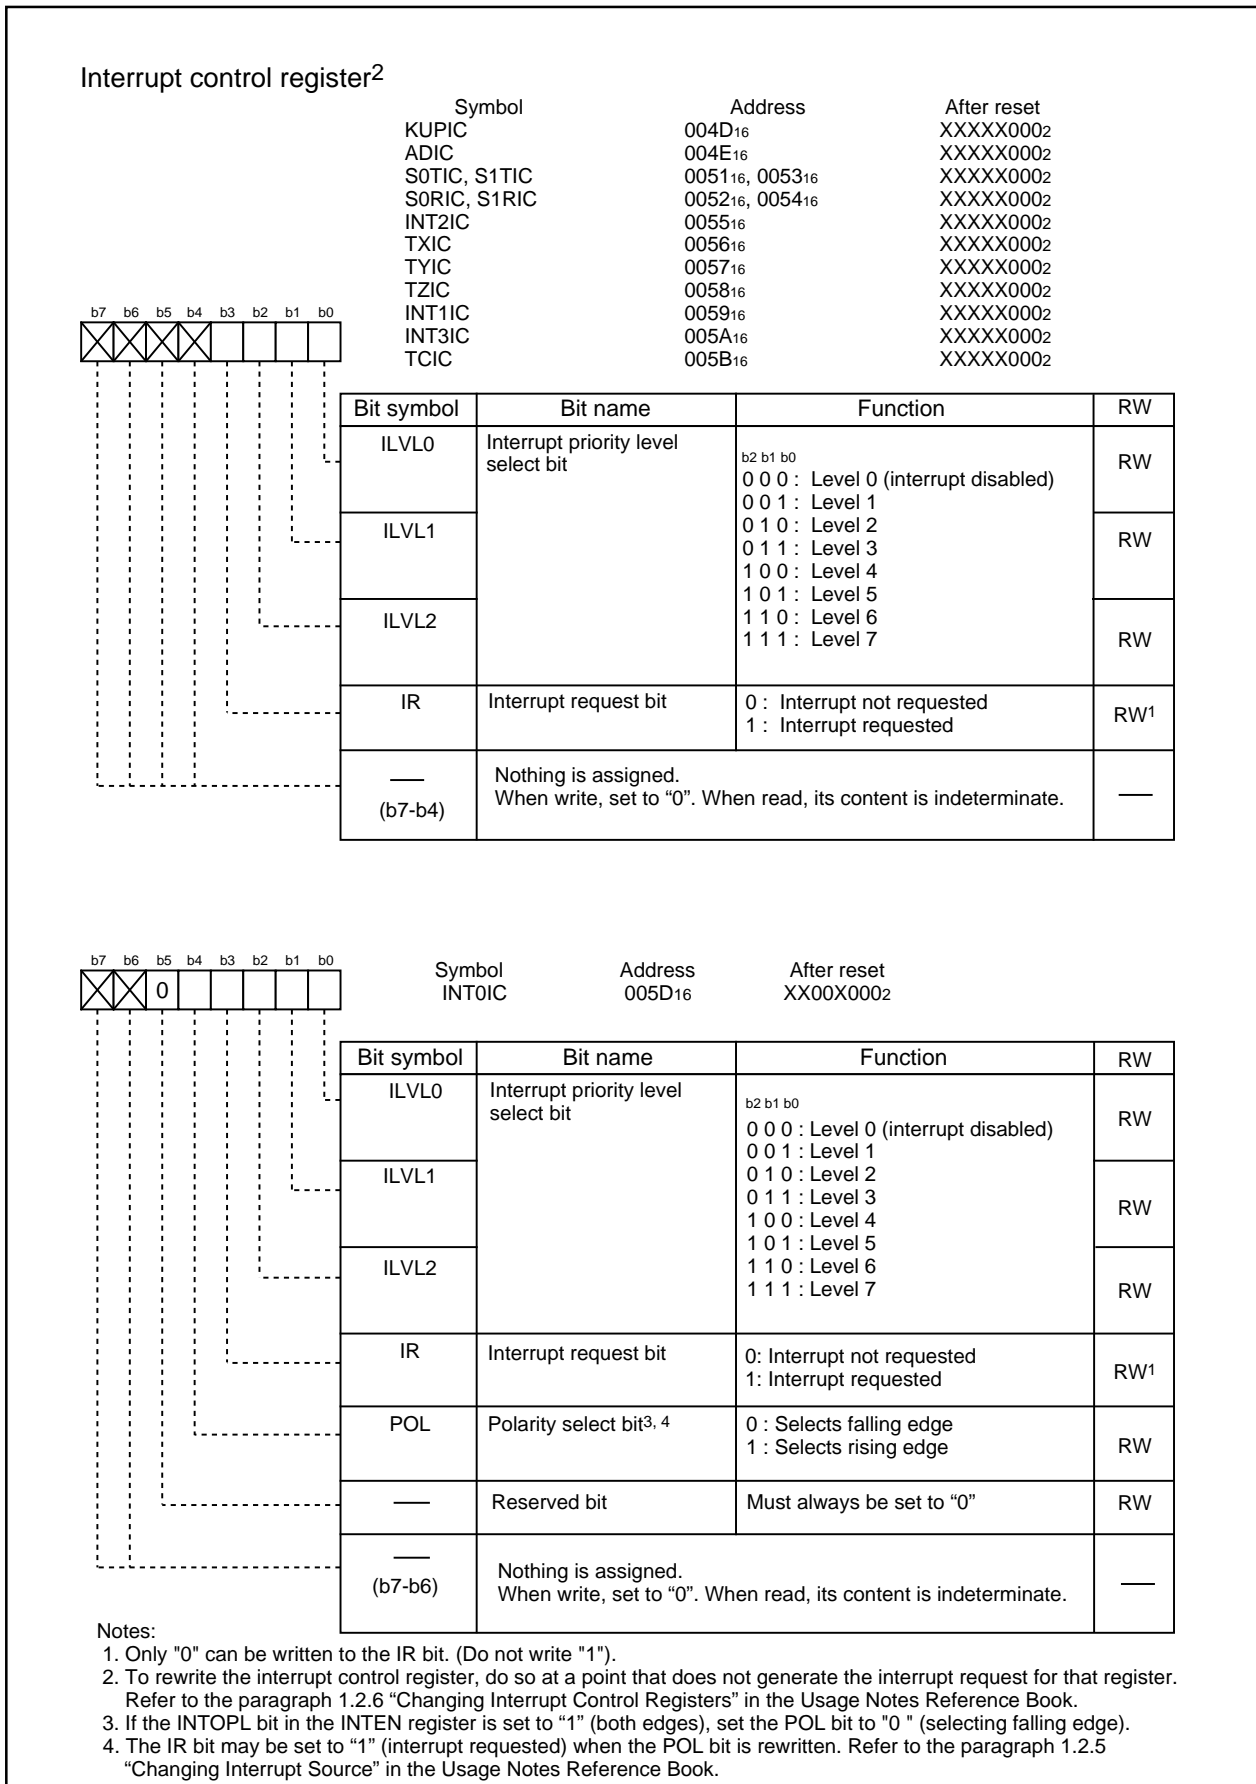 Interrupt control register2
Symbol Address After reset
KUPIC 004D16 XXXXX0002
ADIC 004E16 XXXXX0002
S0TIC, S1TIC 005116, 005316 XXXXX0002
S0RIC, S1RIC 005216, 005416 XXXXX0002
INT2IC 005516 XXXXX0002
TXIC 005616 XXXXX0002
TYIC 005716 XXXXX0002
TZIC 005816 XXXXX0002
INT1IC 005916 XXXXX0002
INT3IC 005A16 XXXXX0002
TCIC 005B16 XXXXX0002
b7 b6 b5 b4 b3 b2 b1 b0
Bit symbol Bit name Function RW
ILVL0 Interrupt priority level select bit RW
b2 b1 b0
0 0 0 : Level 0 (interrupt disabled)
0 0 1 : Level 1
ILVL1 0 1 0 : Level 2 RW
0 1 1 : Level 3
1 0 0 : Level 4
1 0 1 : Level 5
ILVL2 1 1 0 : Level 6 RW
1 1 1 : Level 7
IR Interrupt request bit 0 : Interrupt not requested RW1
1 : Interrupt requested
— (b7-b4) Nothing is assigned. —
When write, set to “0”. When read, its content is indeterminate.
b7 b6 b5 b4 b3 b2 b1 b0
0
Symbol Address After reset
INT0IC 005D16 XX00X0002
Bit symbol Bit name Function RW
ILVL0 Interrupt priority level select bit RW
b2 b1 b0
0 0 0 : Level 0 (interrupt disabled)
0 0 1 : Level 1
ILVL1 0 1 0 : Level 2 RW
0 1 1 : Level 3
1 0 0 : Level 4
1 0 1 : Level 5
ILVL2 1 1 0 : Level 6 RW
1 1 1 : Level 7
IR Interrupt request bit 0: Interrupt not requested RW1
1: Interrupt requested
POL Polarity select bit3, 4 0 : Selects falling edge RW
1 : Selects rising edge
— Reserved bit Must always be set to “0” RW
— (b7-b6) Nothing is assigned. —
When write, set to “0”. When read, its content is indeterminate.
Notes:
1. Only "0" can be written to the IR bit. (Do not write "1").
2. To rewrite the interrupt control register, do so at a point that does not generate the interrupt request for that register.
Refer to the paragraph 1.2.6 “Changing Interrupt Control Registers” in the Usage Notes Reference Book.
3. If the INTOPL bit in the INTEN register is set to “1” (both edges), set the POL bit to "0 " (selecting falling edge).
4. The IR bit may be set to “1” (interrupt requested) when the POL bit is rewritten. Refer to the paragraph 1.2.5
“Changing Interrupt Source” in the Usage Notes Reference Book.